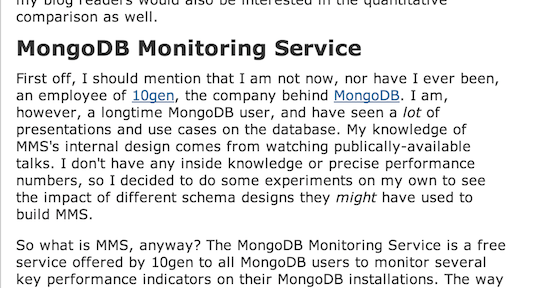 my blog readers would also be interested in the quantitative
comparison as well.
MongoDB Monitoring Service
First off, I should mention that I am not now, nor have I ever been,
an employee of 10gen, the company behind MongoDB. I am,
however, a longtime MongoDB user, and have seen a lot of
presentations and use cases on the database. My knowledge of
MMS's internal design comes from watching publically-available
talks. I don't have any inside knowledge or precise performance
numbers, so I decided to do some experiments on my own to see
the impact of different schema designs they might have used to
build MMS.
So what is MMS, anyway? The MongoDB Monitoring Service is a free
service offered by 10gen to all MongoDB users to monitor several
key performance indicators on their MongoDB installations. The way